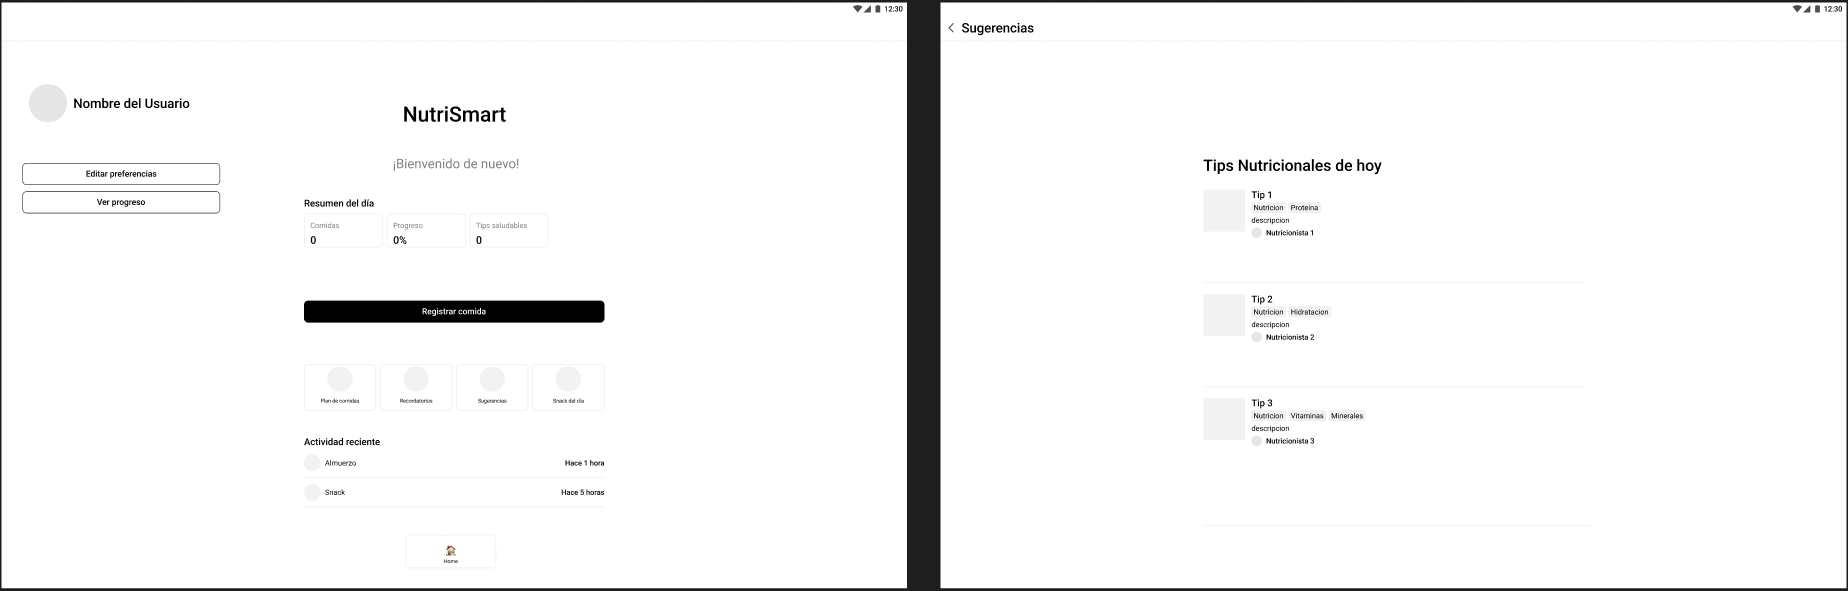 12:30
Nombre del Usuario
Editar preferencias
Ver progreso
NutriSmart
¡Bienvenido de nuevo!
Resumen del día
Comidas
0
Progreso
0%
Tips saludables
0
Registrar comida
Plan de comidas
Recordatorios
Sugerencias
Snack del dia
Actividad reciente
Almuerzo Hace 1 hora
Snack Hace 5 horas
Home
12:30
Sugerencias
Tips Nutricionales de hoy
Tip 1
Nutricion Proteina
descripcion
Nutricionista 1
Tip 2
Nutricion Hidratacion
descripcion
Nutricionista 2
Tip 3
Nutricion Vitaminas Minerales
descripcion
Nutricionista 3